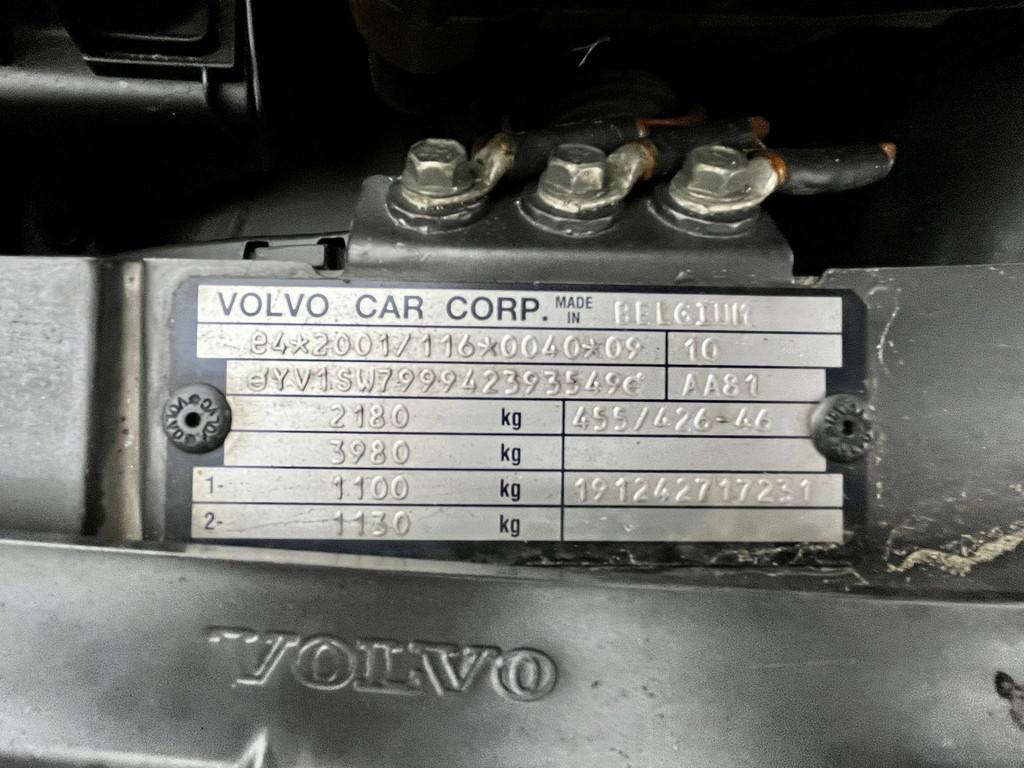 VOLVO CAR CORP. MADE IN BELGIUM
e4*2001/116*0040*09 10
YV1SW799942393549 AA81
2180 kg 455/426-46
3980 kg
1- 1100 kg 191242717231
2- 1130 kg
VOLVO